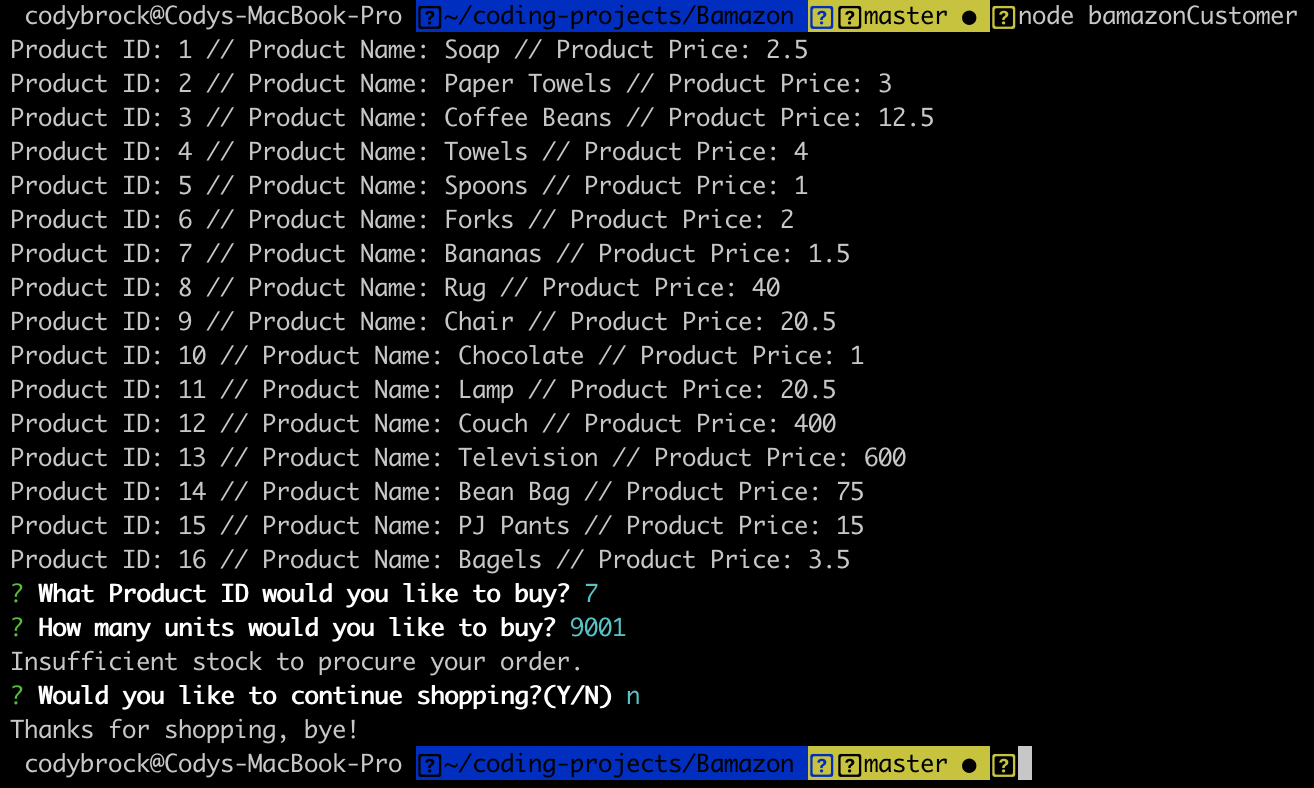 codybrock@Codys-MacBook-Pro ?~/coding-projects/Bamazon ??master ● ?node bamazonCustomer
Product ID: 1 // Product Name: Soap // Product Price: 2.5
Product ID: 2 // Product Name: Paper Towels // Product Price: 3
Product ID: 3 // Product Name: Coffee Beans // Product Price: 12.5
Product ID: 4 // Product Name: Towels // Product Price: 4
Product ID: 5 // Product Name: Spoons // Product Price: 1
Product ID: 6 // Product Name: Forks // Product Price: 2
Product ID: 7 // Product Name: Bananas // Product Price: 1.5
Product ID: 8 // Product Name: Rug // Product Price: 40
Product ID: 9 // Product Name: Chair // Product Price: 20.5
Product ID: 10 // Product Name: Chocolate // Product Price: 1
Product ID: 11 // Product Name: Lamp // Product Price: 20.5
Product ID: 12 // Product Name: Couch // Product Price: 400
Product ID: 13 // Product Name: Television // Product Price: 600
Product ID: 14 // Product Name: Bean Bag // Product Price: 75
Product ID: 15 // Product Name: PJ Pants // Product Price: 15
Product ID: 16 // Product Name: Bagels // Product Price: 3.5
? What Product ID would you like to buy? 7
? How many units would you like to buy? 9001
Insufficient stock to procure your order.
? Would you like to continue shopping?(Y/N) n
Thanks for shopping, bye!
codybrock@Codys-MacBook-Pro ?~/coding-projects/Bamazon ??master ● ?